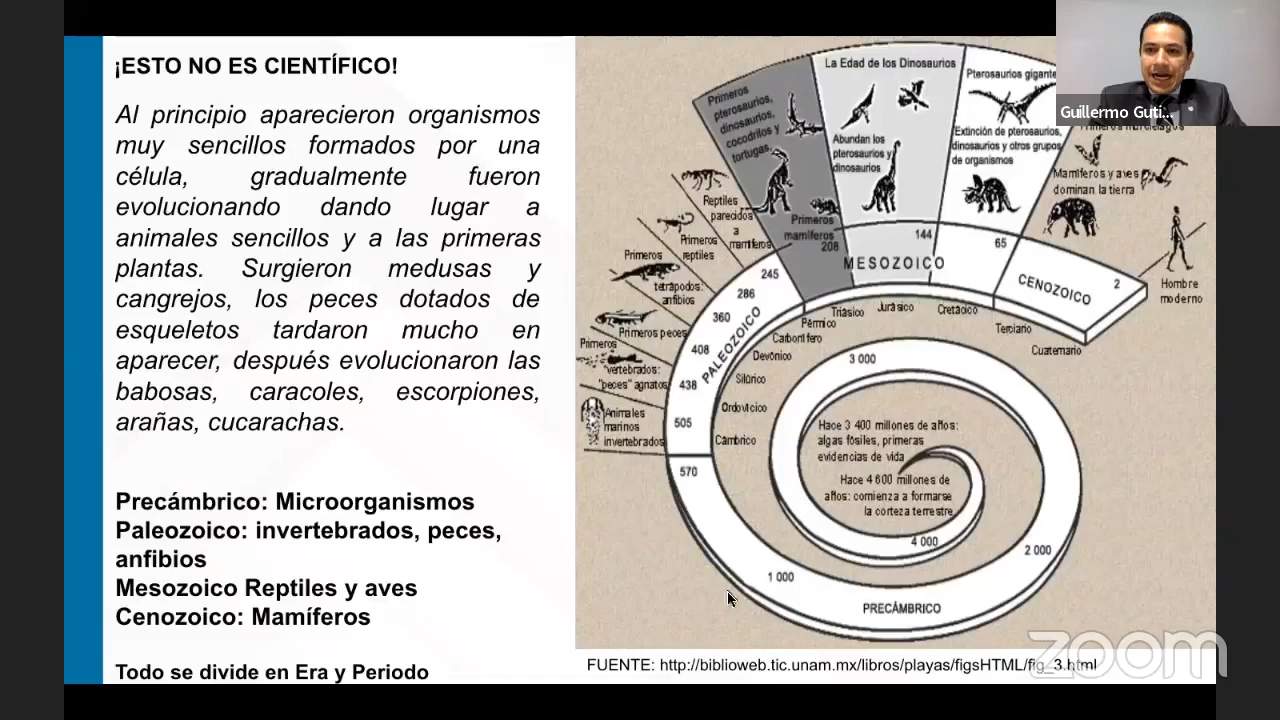 ¡ESTO NO ES CIENTÍFICO!
Al principio aparecieron organismos
muy sencillos formados por una
célula, gradualmente fueron
evolucionando dando lugar a
animales sencillos y a las primeras
plantas. Surgieron medusas y
cangrejos, los peces dotados de
esqueletos tardaron mucho en
aparecer, después evolucionaron las
babosas, caracoles, escorpiones,
arañas, cucarachas.
Precámbrico: Microorganismos
Paleozoico: invertebrados, peces,
anfibios
Mesozoico Reptiles y aves
Cenozoico: Mamíferos
Todo se divide en Era y Periodo
Primeros
pterosaurios,
dinosaurios,
cocodrilos y
tortugas.
Primeros
mamíferos
La Edad de los Dinosaurios
Abundan los
pterosaurios y
dinosaurios
Pterosaurios gigante
Extinción de pterosaurios,
dinosaurios y otros grupos
de organismos
Primeros murciélagos
Mamíferos y aves
dominan la tierra
Hombre
moderno
Reptiles
parecidos
a
mamíferos
Primeros
reptiles
Primeros
tetrápodos:
anfibios
Primeros peces
Primeros
"vertebrados:
"peces" agnatos
Animales
marinos
invertebrados
208
144
65
2
245
286
360
408
438
505
570
MESOZOICO
CENOZOICO
PALEOZOICO
Cuaternario
Terciario
Cretácico
Jurásico
Triásico
Pérmico
Carbonífero
Devónico
Silúrico
Ordovícico
Cámbrico
3 000
Hace 3 400 millones de años:
algas fósiles, primeras
evidencias de vida
Hace 4 600 millones de
años: comienza a formarse
la corteza terrestre
4 000
2 000
1 000
PRECÁMBRICO
FUENTE: http://biblioweb.tic.unam.mx/libros/playas/figsHTML/fig_3.html
Guillermo Guti...
zoom